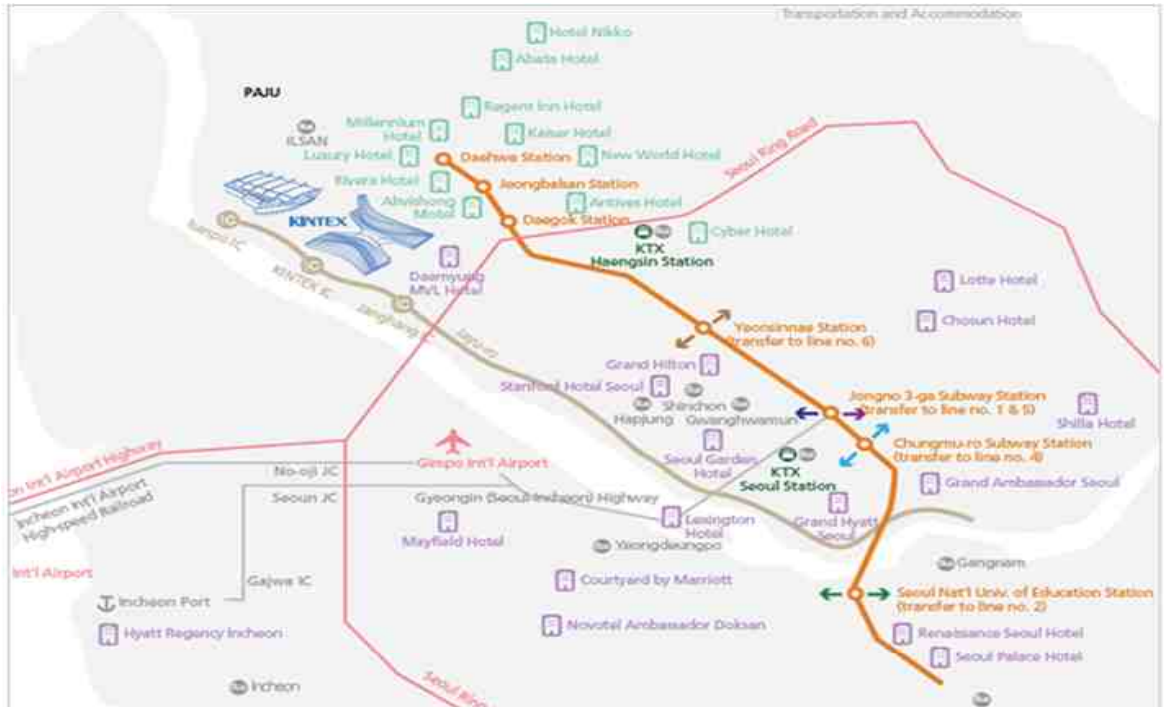 Transportation and Accommodation
Hotel Nikko
Abata Hotel
PAJU
Regent Inn Hotel
Millennium
Hotel
Kaiser Hotel
ILSAN
Luxury Hotel
Daehwa Station
New World Hotel
Seoul Ring Road
Rivera Hotel
Jeongbalsan Station
Motel
Hotel
Daegok Station
KINTEX
Cyber Hotel
KTX
Haengsin Station
IC
KINTEX IC
MVL Hotel
Lotte Hotel
Janghang IC
Jayu-ro
Chosun Hotel
Yeonsinnae Station
(transfer to line no. 6)
Grand Hilton
Stanford Hotel Seoul
Shinchon
Hapjung
Gwanghwamun
Jongno 3-ga Subway Station
(transfer to line no. 1 & 5)
Shilla Hotel
Chungmu-ro Subway Station
(transfer to line no. 4)
Seoul Garden
Hotel
KTX
Seoul Station
on Int'l Airport Highway
Gimpo Int'l Airport
No-oji JC
Incheon Int'l Airport
High-speed Railroad
Seoun JC
Gyeongin (Seoul-Incheon) Highway
Grand Ambassador Seoul
Lexington
Hotel
Grand Hyatt
Seoul
Mayfield Hotel
Yeongdeungpo
Gangnam
Int'l Airport
Gajwa IC
Courtyard by Marriott
Seoul Nat'l Univ. of Education Station
(transfer to line no. 2)
Incheon Port
Hyatt Regency Incheon
Novotel Ambassador Doksan
Renaissance Seoul Hotel
Seoul Palace Hotel
Incheon
Seoul Ring